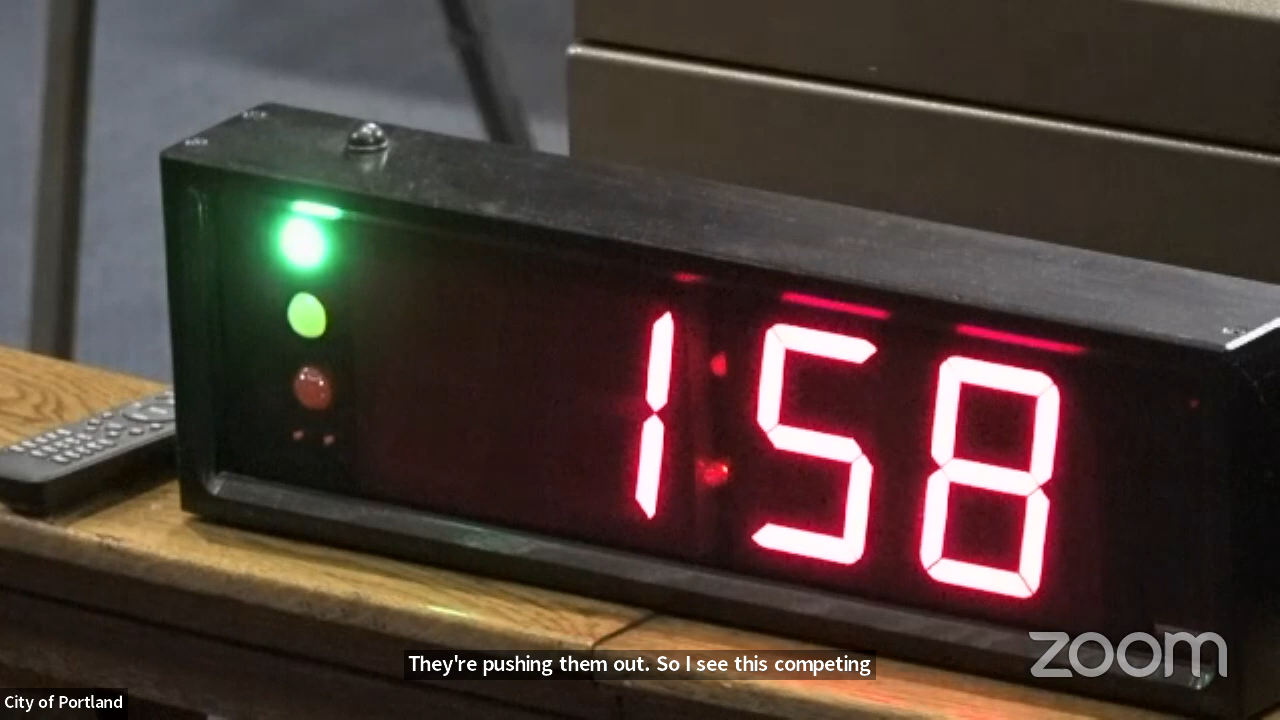 1:58
zoom
They're pushing them out. So I see this competing
City of Portland